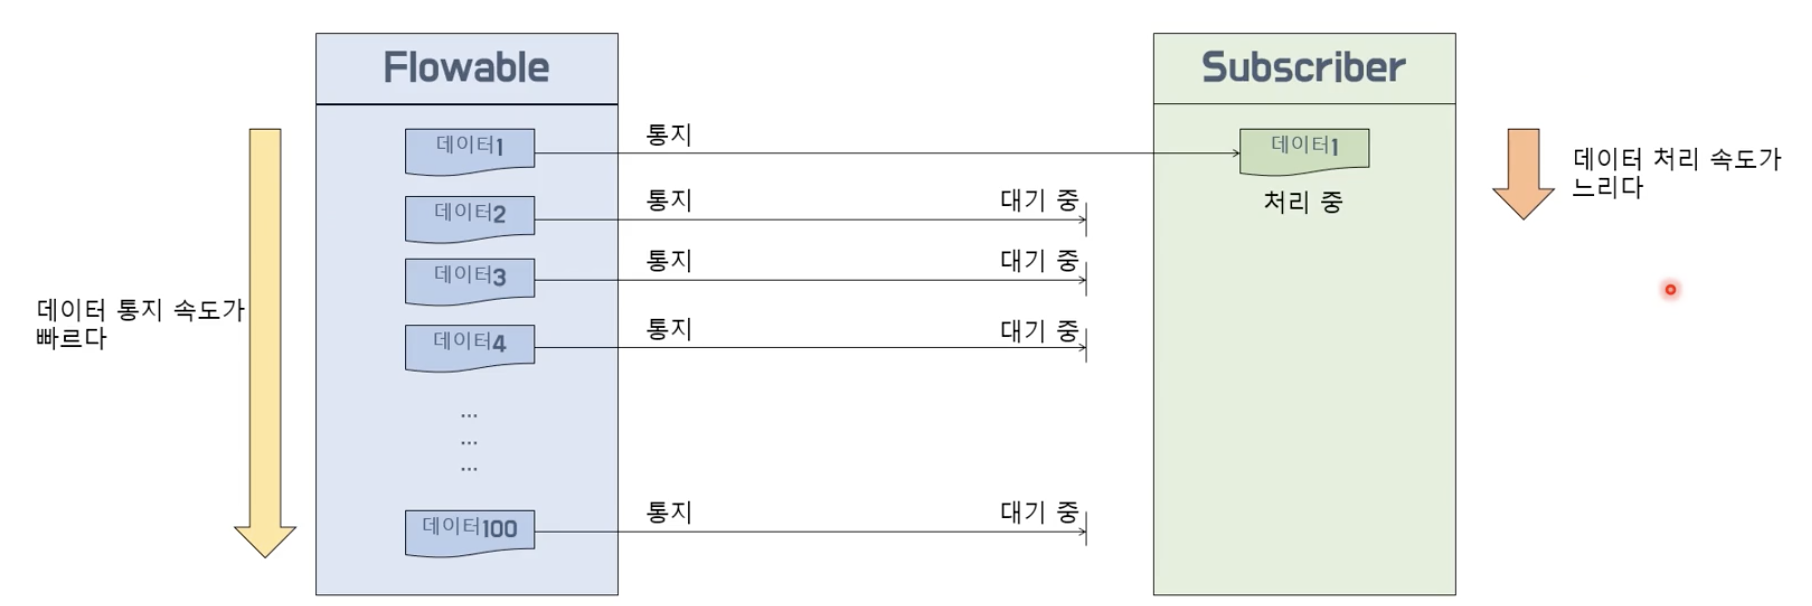 Flowable
Subscriber
데이터1
통지
데이터1
처리 중
데이터 처리 속도가
느리다
데이터2
통지
대기 중
데이터3
통지
대기 중
데이터 통지 속도가
빠르다
데이터4
통지
대기 중
...
...
...
데이터100
통지
대기 중